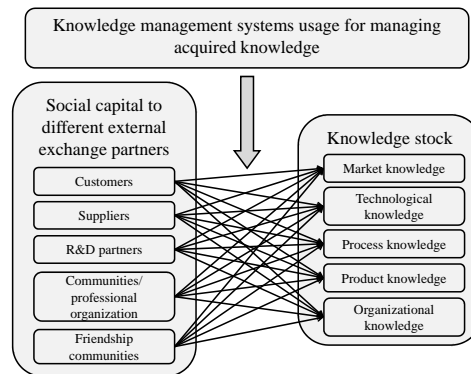 Knowledge management systems usage for managing
acquired knowledge
Social capital to
different external
exchange partners
Customers
Suppliers
R&D partners
Communities/
professional
organization
Friendship
communities
Knowledge stock
Market knowledge
Technological
knowledge
Process knowledge
Product knowledge
Organizational
knowledge